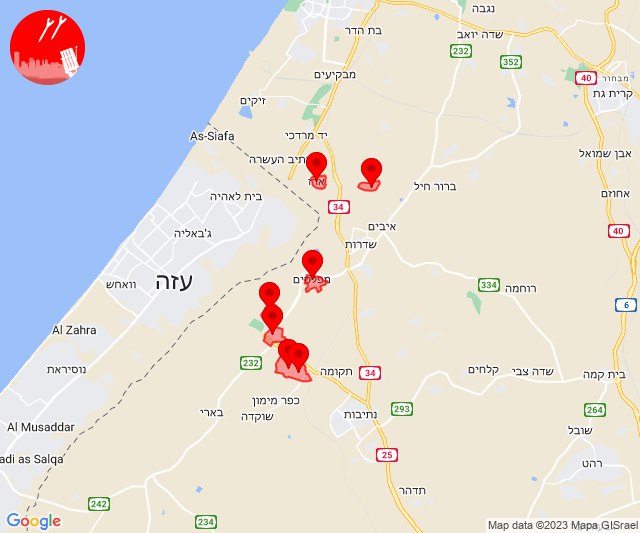 נגבה
שדה יואב
בת הדר
232
352
מבקיעים
40
מבחור
קרית גת
זיקים
יד מרדכי
As-Siafa
אבן שמואל
נתיב העשרה
ארז
ברור חיל
אחוזם
בית לאהיה
34
איבים
40
ג'באליה
שדרות
עזה
וואחש
מפלסים
334
רוחמה
6
Al Zahra
נוסיראת
232
תקומה
34
שדה צבי
קלחים
בית קמה
כפר מימון
שוקדה
בארי
נתיבות
293
264
Al Musaddar
שובל
25
adi as Salqa
רהט
תדהר
242
234
Google
Map data ©2023 Mapa GISrael